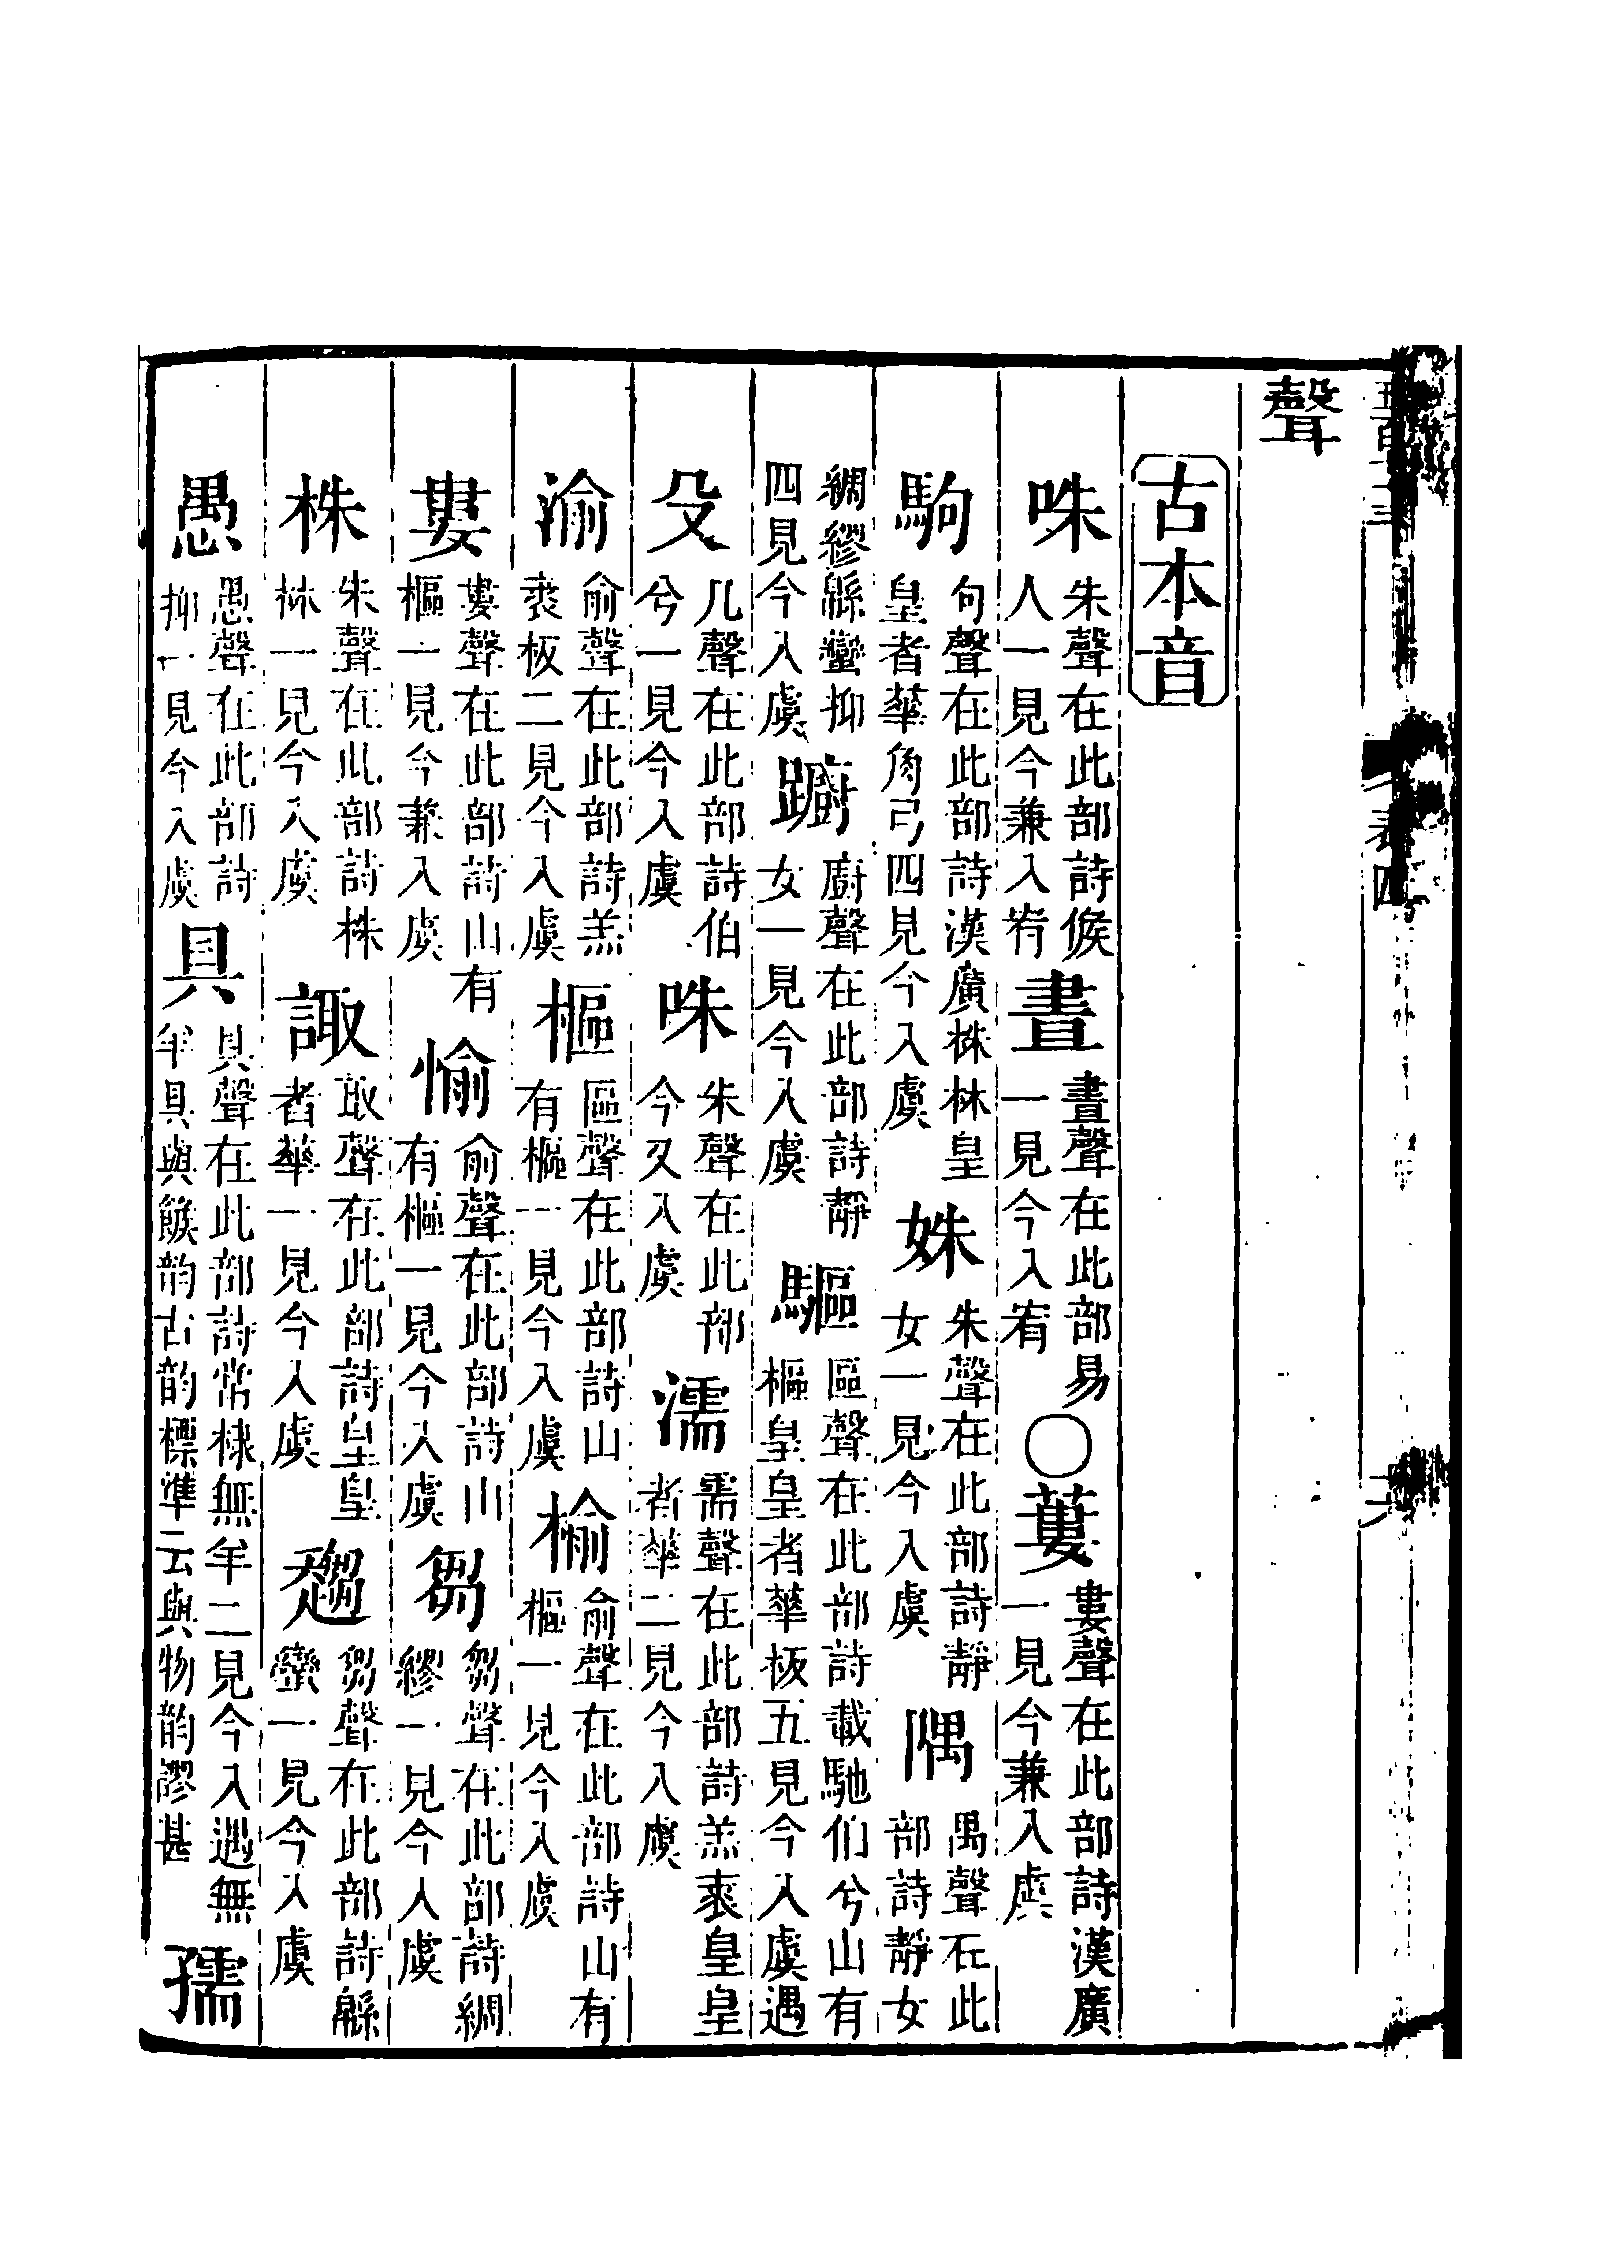 聲
古本音
咮朱聲在此部詩候人一見今兼入宥晝晝聲在此部易一見今入宥〇蔞婁聲在此部詩漢廣一見今兼入虞
駒句聲在此部詩漢廣株林皇皇者華角弓四見今入虞姝朱聲在此部詩靜女一見今入虞隅禺聲在此部詩靜女
綢繆緜蠻抑四見今入虞躕廚聲在此部詩靜女一見今入虞驅區聲在此部詩載馳伯兮山有樞皇皇者華板五見今入虞遇
殳几聲在此部詩伯兮一見今入虞咮朱聲在此部今又入虞濡需聲在此部詩羔裘皇皇者華二見今入虞
渝俞聲在此部詩羔裘板二見今入虞樞區聲在此部詩山有樞一見今入虞榆俞聲在此部詩山有樞一見今入虞
婁婁聲在此部詩山有樞一見今兼入虞愉俞聲在此部詩山有樞一見今入虞芻芻聲在此部詩綢繆一見今入虞
株朱聲在此部詩株林一見今入虞諏取聲在此部詩皇皇者華一見今入虞趨芻聲在此部詩緜蠻一見今入虞
愚禺聲在此部詩抑一見今入虞具具聲在此部詩常棣無羊二見今入遇無羊具與餱韵古韵標準云與物韵謬甚孺
表四